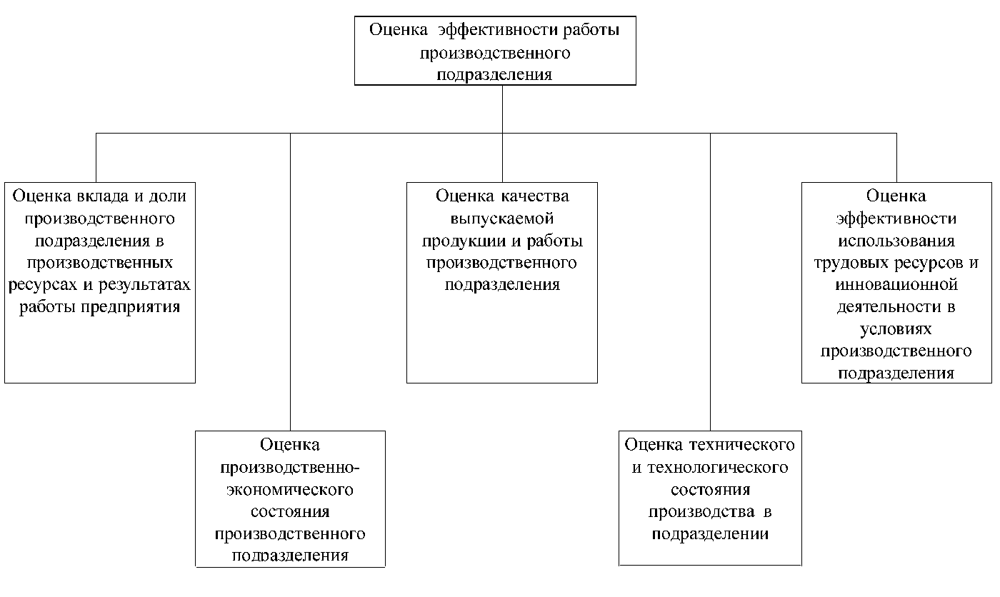 Оценка эффективности работы
производственного
подразделения
Оценка вклада и доли
производственного
подразделения в
производственных
ресурсах и результатах
работы предприятия
Оценка
производственно-
экономического
состояния
производственного
подразделения
Оценка качества
выпускаемой
продукции и работы
производственного
подразделения
Оценка технического
и технологического
состояния
производства в
подразделении
Оценка
эффективности
использования
трудовых ресурсов и
инновационной
деятельности в
условиях
производственного
подразделения